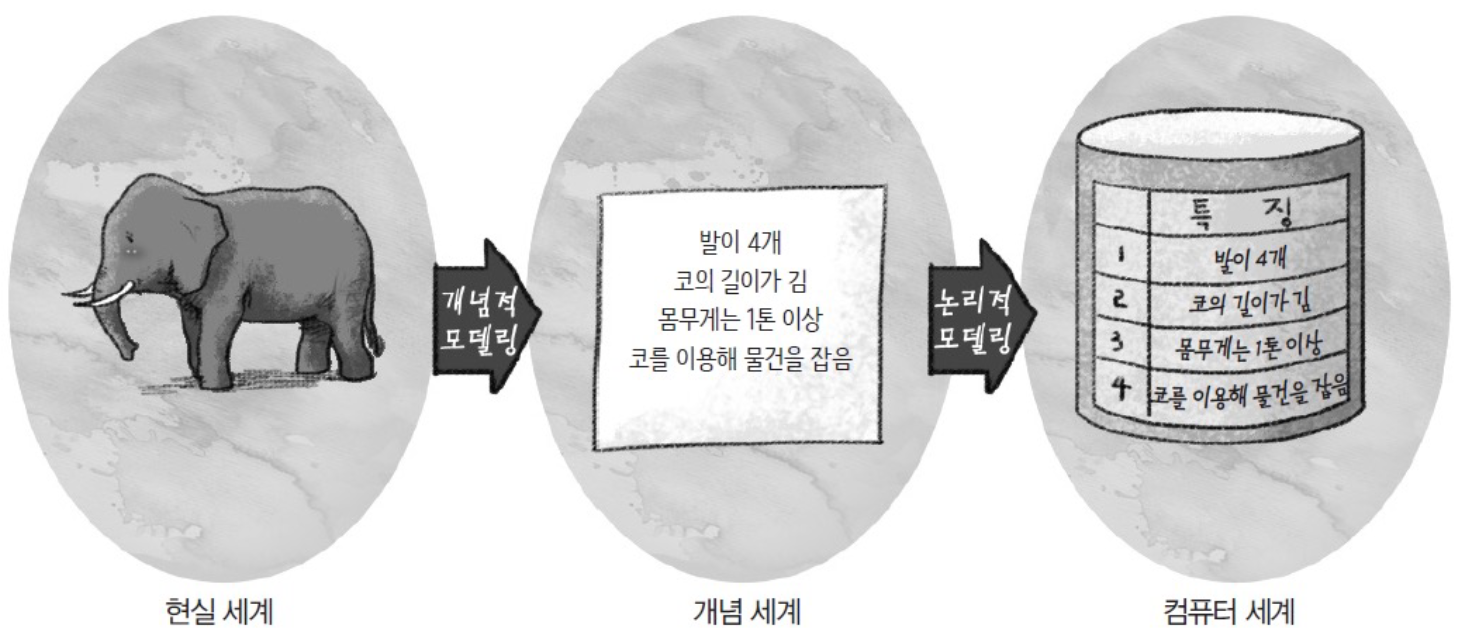 개념적
모델링
발이 4개
코의 길이가 김
몸무게는 1톤 이상
코를 이용해 물건을 잡음
논리적
모델링
특 징
1 발이 4개
2 코의 길이가 김
3 몸무게는 1톤 이상
4 코를 이용해 물건을 잡음
현실 세계
개념 세계
컴퓨터 세계